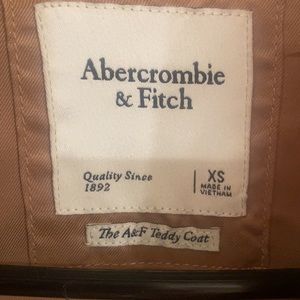 Abercrombie
& Fitch
Quality Since
1892
XS
MADE IN
VIETNAM
The A&F Teddy Coat